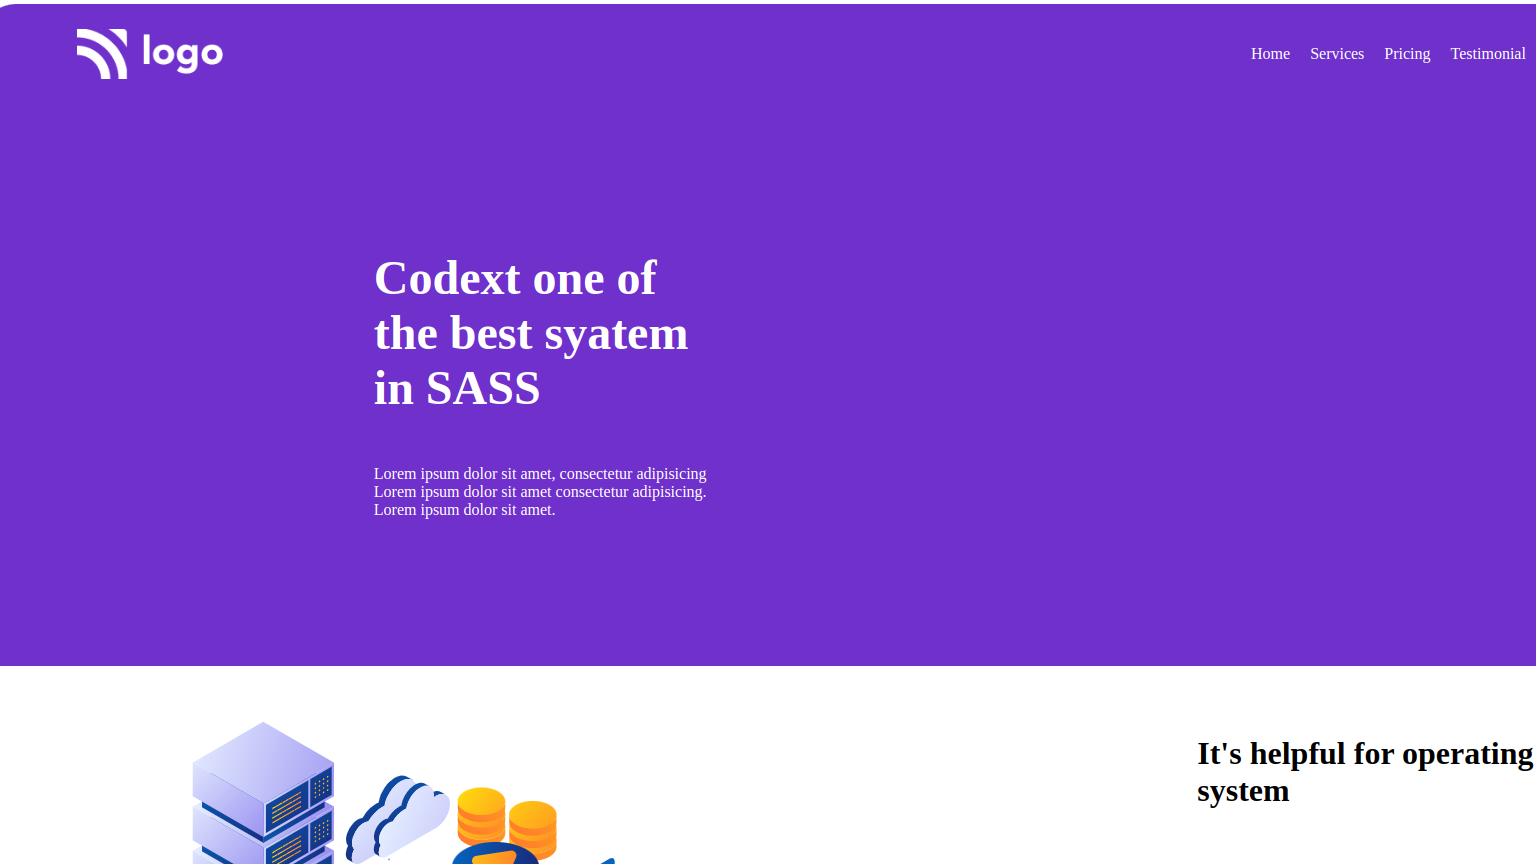 logo
Home Services Pricing Testimonial
Codext one of
the best syatem
in SASS
Lorem ipsum dolor sit amet, consectetur adipisicing
Lorem ipsum dolor sit amet consectetur adipisicing.
Lorem ipsum dolor sit amet.
It's helpful for operating
system